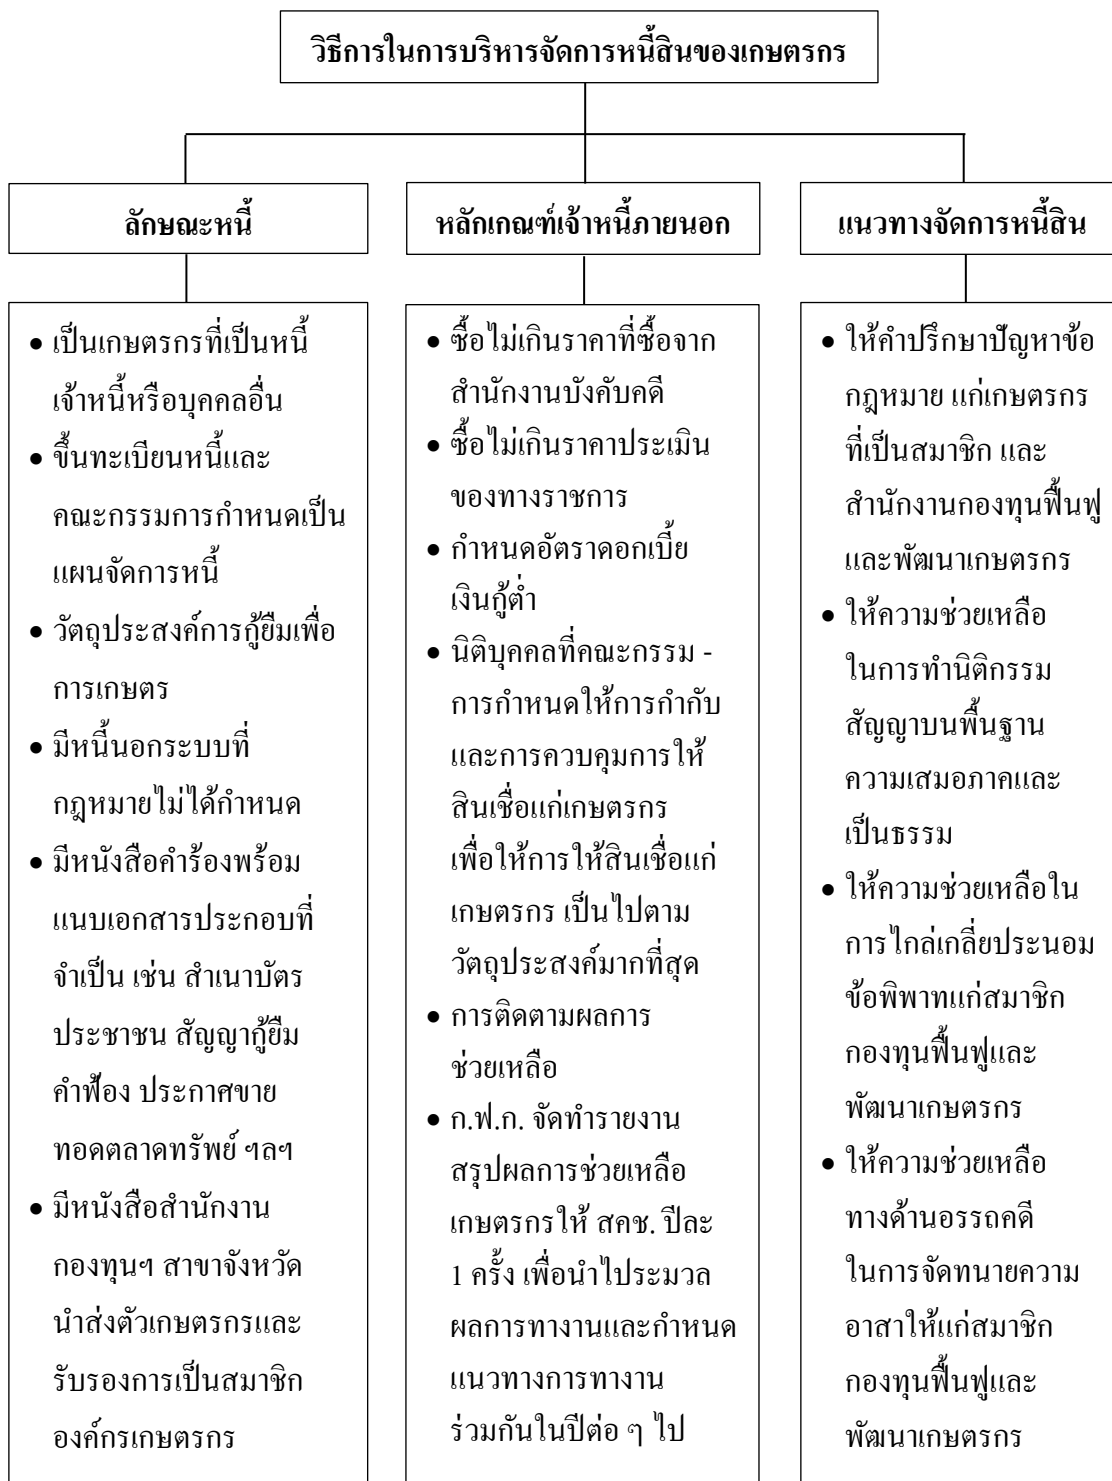 วิธีการในการบริหารจัดการหนี้สินของเกษตรกร
ลักษณะหนี้
• เป็นเกษตรกรที่เป็นหนี้
เจ้าหนี้หรือบุคคลอื่น
• ขึ้นทะเบียนหนี้และ
คณะกรรมการกำหนดเป็น
แผนจัดการหนี้
• วัตถุประสงค์การกู้ยืมเพื่อ
การเกษตร
• มีหนี้นอกระบบที่
กฎหมายไม่ได้กำหนด
• มีหนังสือคำร้องพร้อม
แนบเอกสารประกอบที่
จำเป็น เช่น สำเนาบัตร
ประชาชน สัญญากู้ยืม
คำฟ้อง ประกาศขาย
ทอดตลาดทรัพย์ ฯลฯ
• มีหนังสือสำนักงาน
กองทุนฯ สาขาจังหวัด
นำส่งตัวเกษตรกรและ
รับรองการเป็นสมาชิก
องค์กรเกษตรกร
หลักเกณฑ์เจ้าหนี้ภายนอก
• ซื้อไม่เกินราคาที่ซื้อจาก
สำนักงานบังคับคดี
• ซื้อไม่เกินราคาประเมิน
ของทางราชการ
• กำหนดอัตราดอกเบี้ย
เงินกู้ต่ำ
• นิติบุคคลที่คณะกรรม -
การกำหนดให้การกำกับ
และการควบคุมการให้
สินเชื่อแก่เกษตรกร
เพื่อให้การให้สินเชื่อแก่
เกษตรกร เป็นไปตาม
วัตถุประสงค์มากที่สุด
• การติดตามผลการ
ช่วยเหลือ
• ก.ฟ.ก. จัดทำรายงาน
สรุปผลการช่วยเหลือ
เกษตรกรให้ สคช. ปีละ
1 ครั้ง เพื่อนำไปประมวล
ผลการทางานและกำหนด
แนวทางการทางาน
ร่วมกันในปีต่อ ๆ ไป
แนวทางจัดการหนี้สิน
• ให้คำปรึกษาปัญหาข้อ
กฎหมาย แก่เกษตรกร
ที่เป็นสมาชิก และ
สำนักงานกองทุนฟื้นฟู
และพัฒนาเกษตรกร
• ให้ความช่วยเหลือ
ในการทำนิติกรรม
สัญญาบนพื้นฐาน
ความเสมอภาคและ
เป็นธรรม
• ให้ความช่วยเหลือใน
การไกล่เกลี่ยประนอม
ข้อพิพาทแก่สมาชิก
กองทุนฟื้นฟูและ
พัฒนาเกษตรกร
• ให้ความช่วยเหลือ
ทางด้านอรรถคดี
ในการจัดทนายความ
อาสาให้แก่สมาชิก
กองทุนฟื้นฟูและ
พัฒนาเกษตรกร